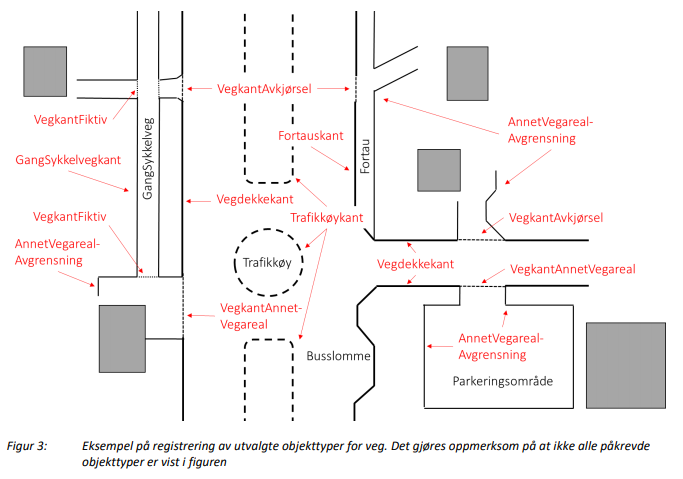 VegkantAvkjørsel
VegkantFiktiv
AnnetVegareal-
Avgrensning
Fortauskant
GangSykkelvegkant
GangSykkelveg
Fortau
Vegdekkekant
VegkantFiktiv
Trafikkøykant
VegkantAvkjørsel
AnnetVegareal-
Avgrensning
Trafikkøy
Vegdekkekant
VegkantAnnetVegareal
VegkantAnnet-
Vegareal
AnnetVegareal-
Avgrensning
Busslomme
Parkeringsområde
Figur 3: Eksempel på registrering av utvalgte objekttyper for veg. Det gjøres oppmerksom på at ikke alle påkrevde
objekttyper er vist i figuren